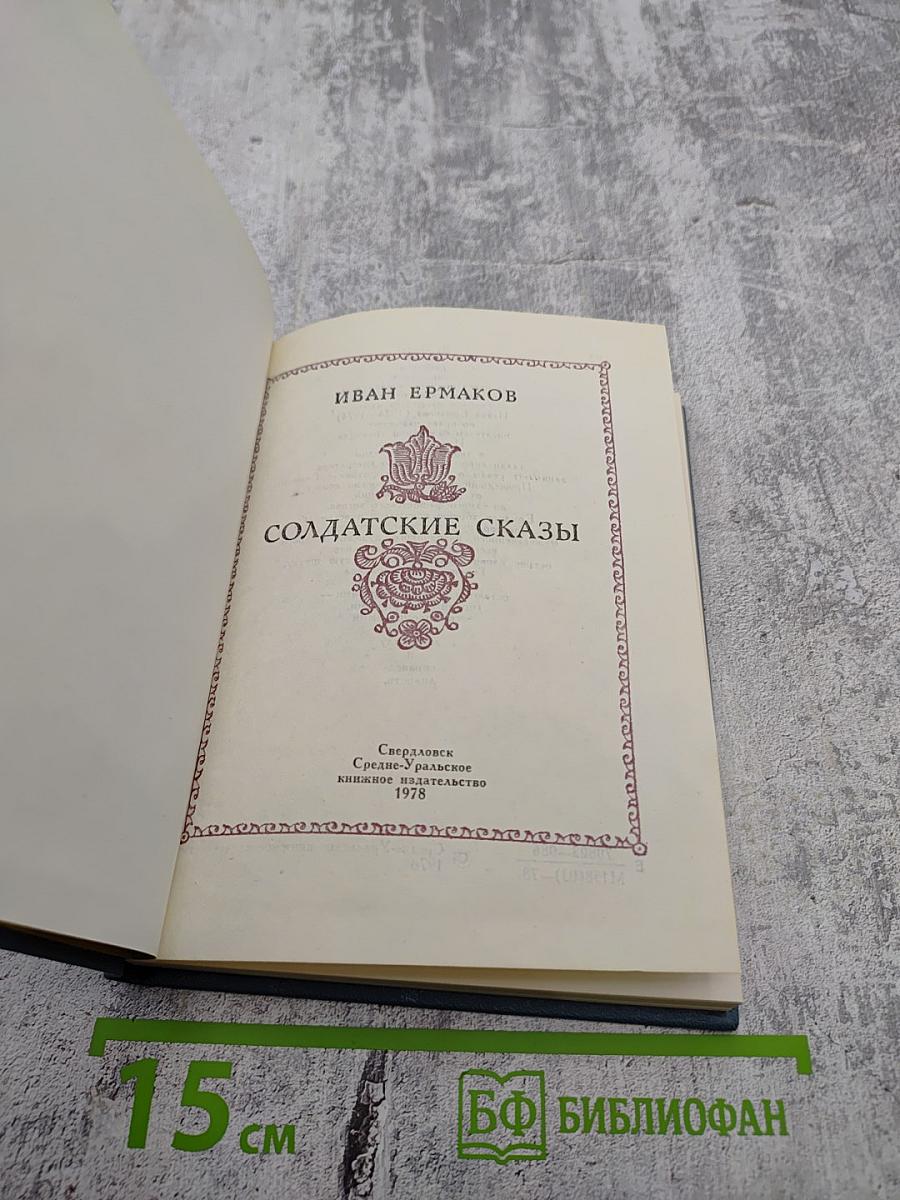 ИВАН ЕРМАКОВ
СОЛДАТСКИЕ СКАЗЫ
Свердловск
Средне-Уральское
книжное издательство
1978
15 см
БФ БИБЛИОФАН